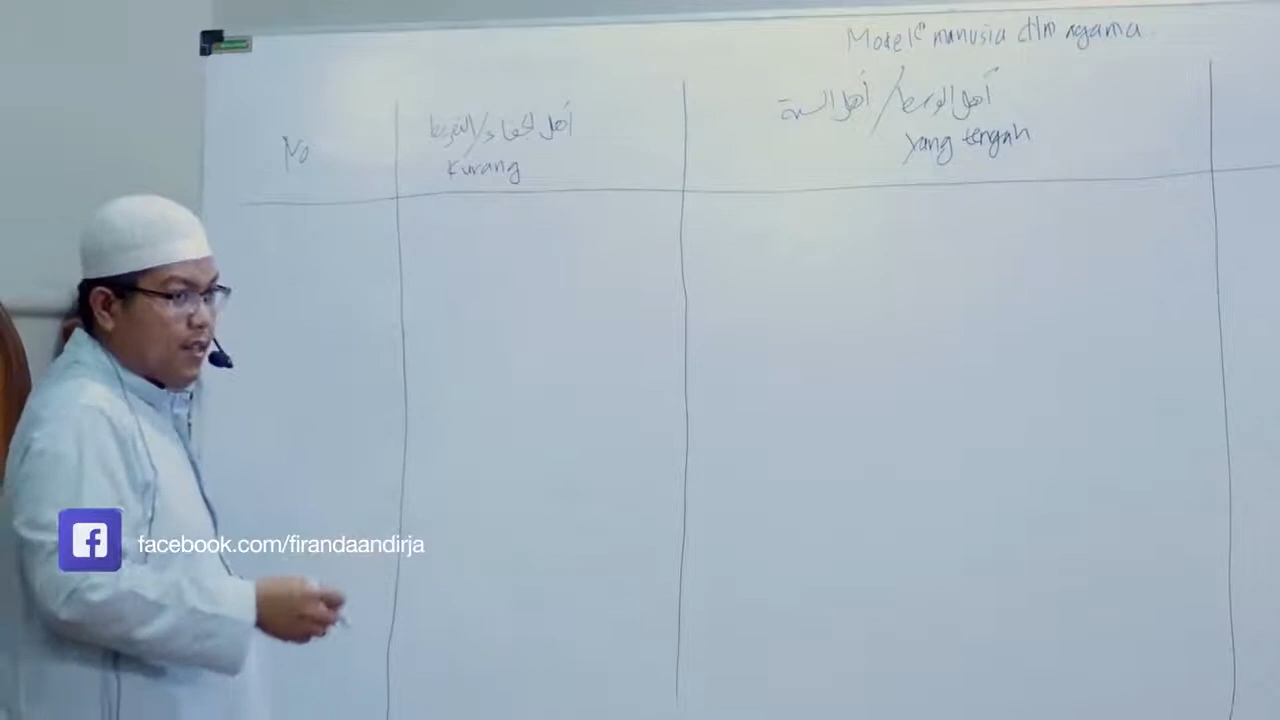 Model² manusia dlm agama
No
أهل الجفاء/التفريط
Kurang
أهل الوسط/أهل السنة
yang tengah
facebook.com/firandaandirja